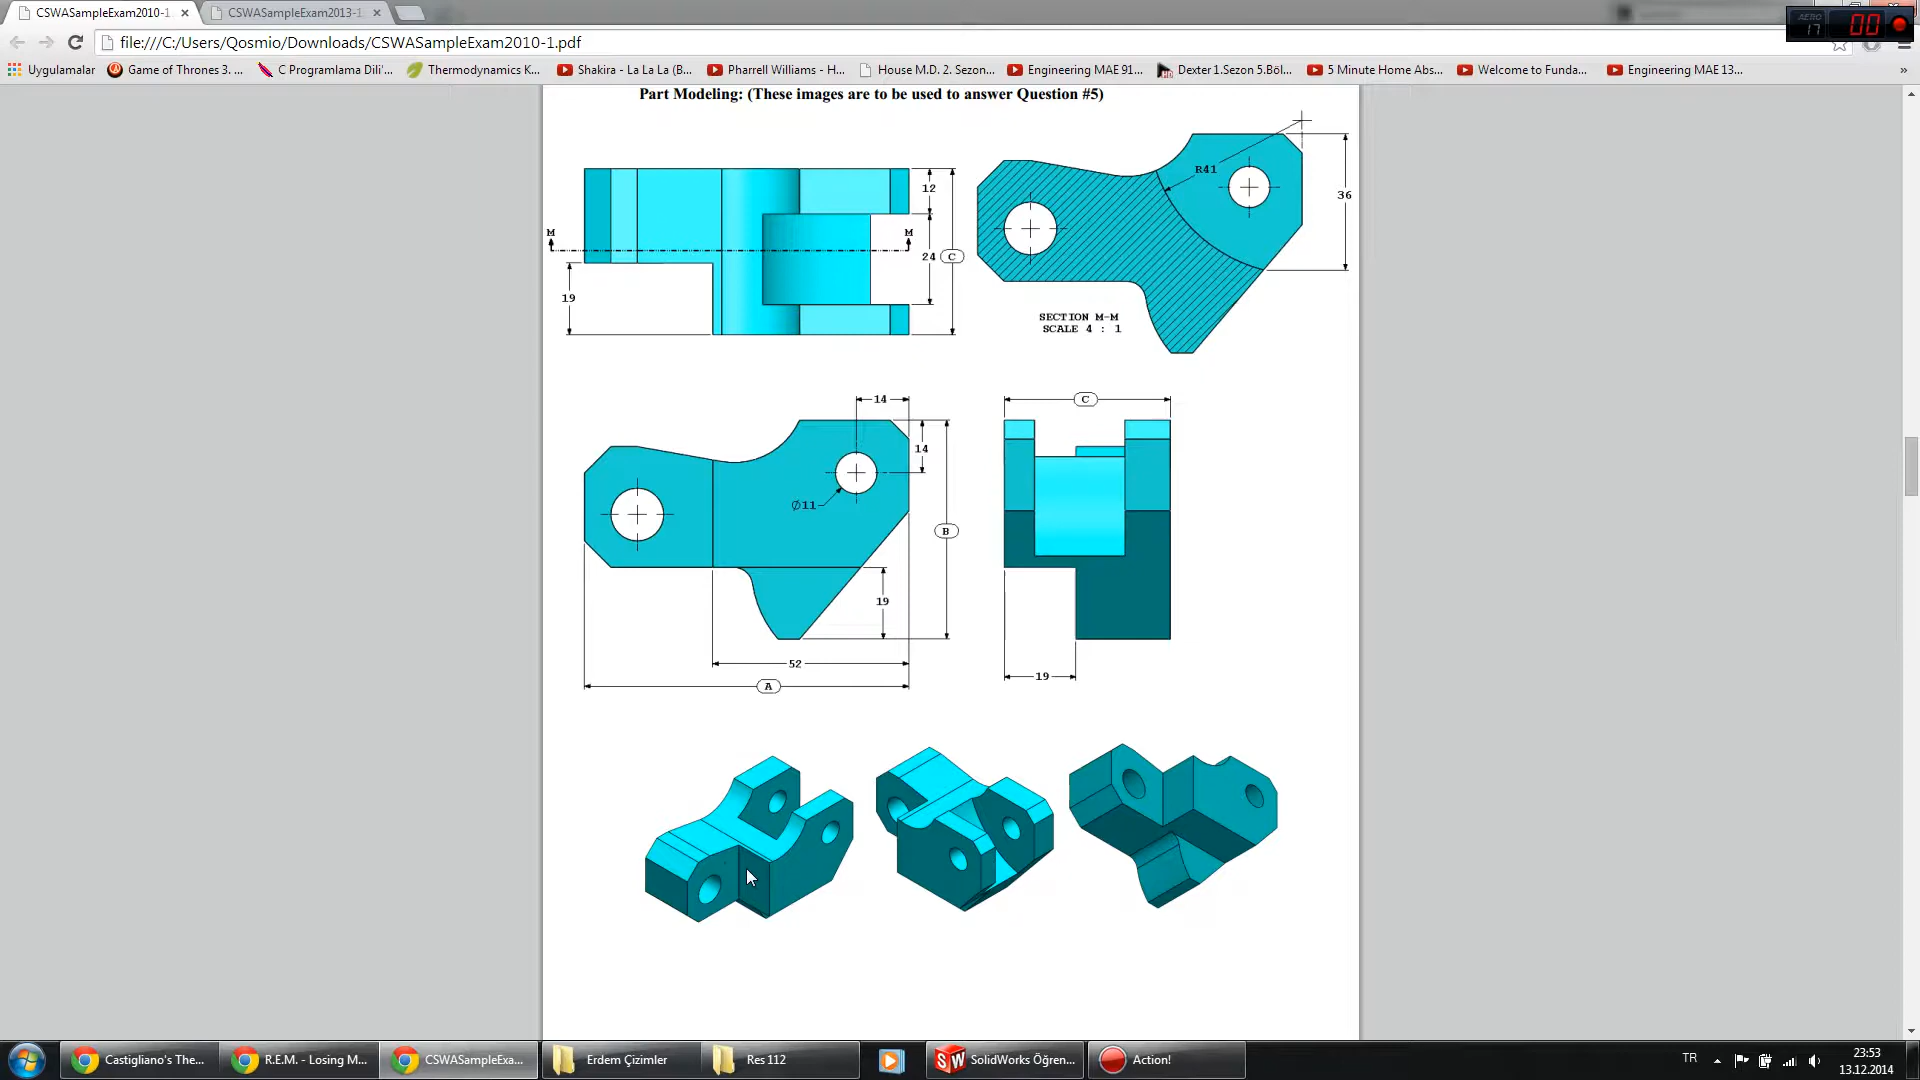 CSWASampleExam2010-1
CSWASampleExam2013-1
AERO
17
00
file:///C:/Users/Qosmio/Downloads/CSWASampleExam2010-1.pdf
Uygulamalar
Game of Thrones 3. ...
C Programlama Dili'...
Thermodynamics K...
Shakira - La La La (B...
Pharrell Williams - H...
House M.D. 2. Sezon...
Engineering MAE 91...
Dexter 1.Sezon 5.Böl...
5 Minute Home Abs...
Welcome to Funda...
Engineering MAE 13...
»
Part Modeling: (These images are to be used to answer Question #5)
12
24
C
M
M
19
R41
36
SECTION M-M
SCALE 4 : 1
14
14
Ø11
B
19
52
A
C
19
Castigliano's The...
R.E.M. - Losing M...
CSWASampleExa...
Erdem Çizimler
Res 112
SolidWorks Öğren...
Action!
TR
23:53
13.12.2014